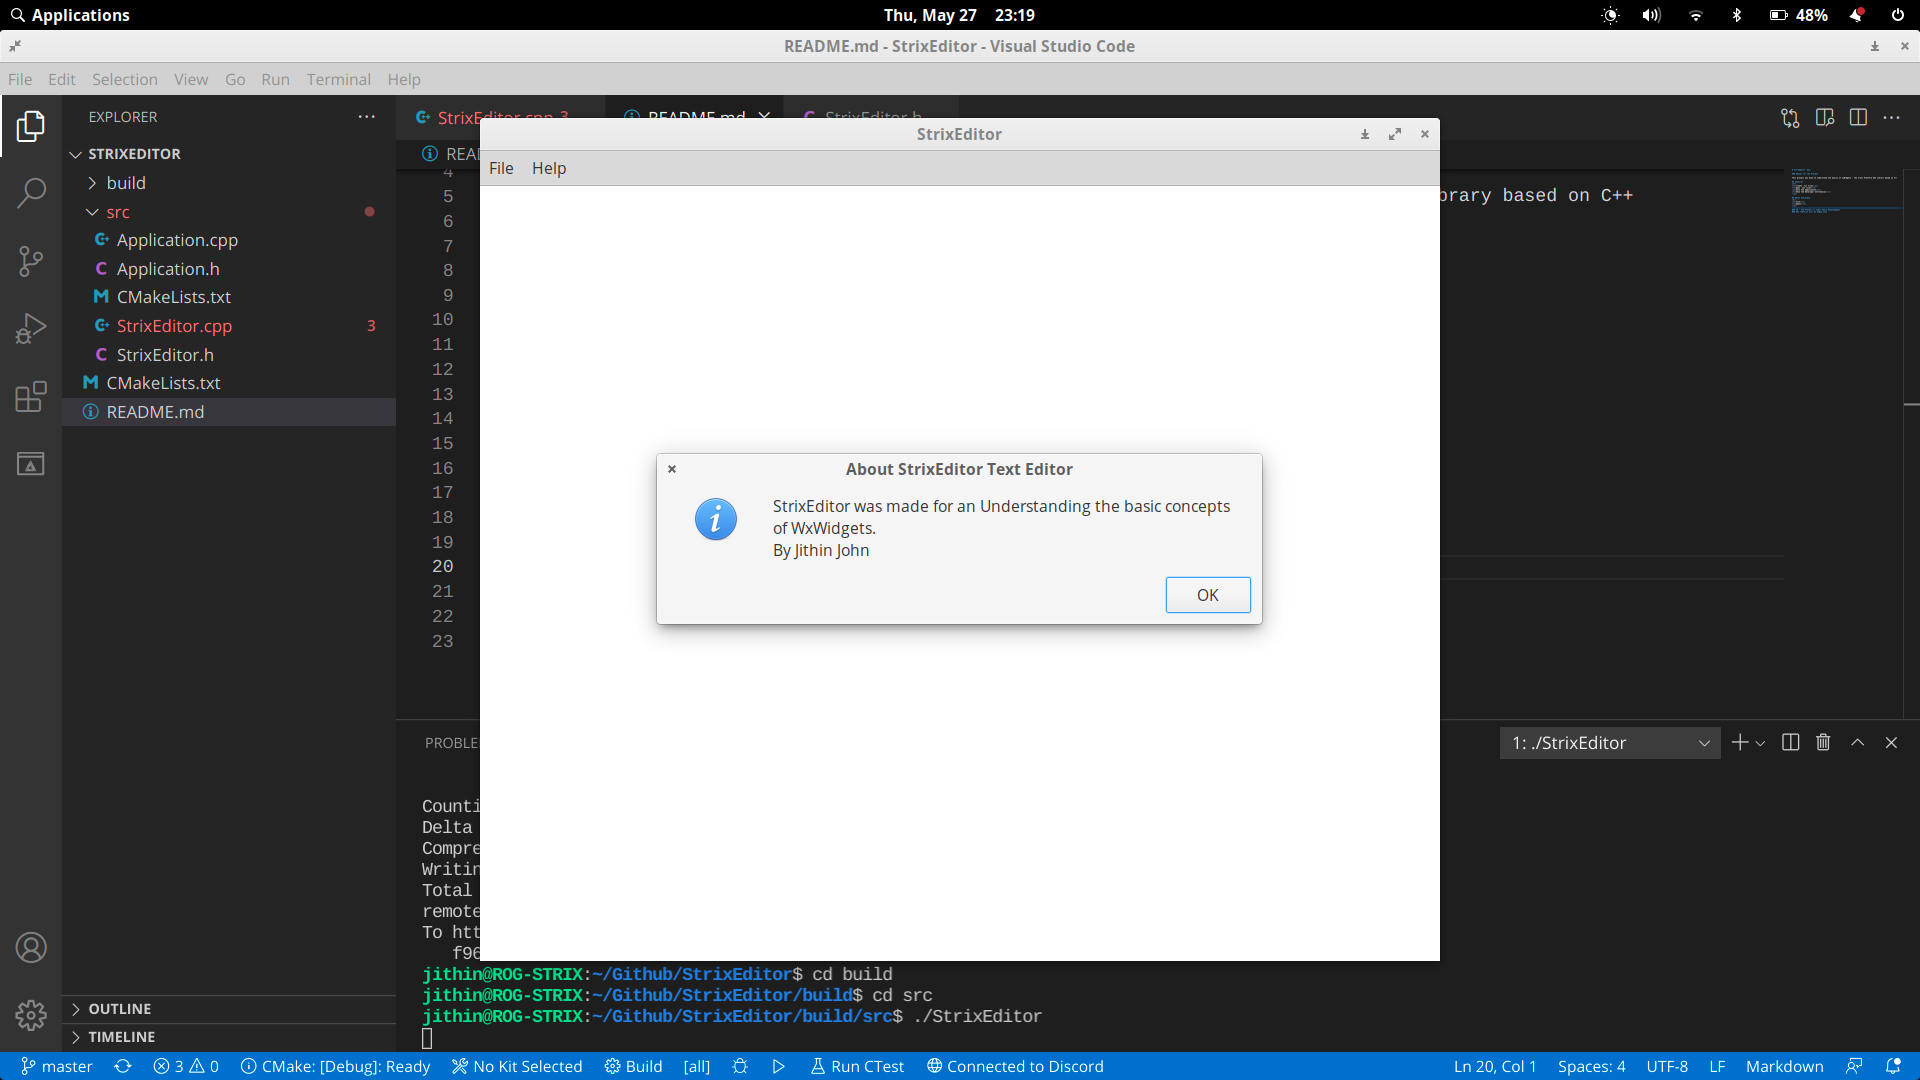 Applications
Thu, May 27 23:19
48%
README.md - StrixEditor - Visual Studio Code
File Edit Selection View Go Run Terminal Help
EXPLORER
StrixEditor.cpp 3
README.md
StrixEditor.h
STRIXEDITOR
build
src
Application.cpp
Application.h
CMakeLists.txt
StrixEditor.cpp 3
StrixEditor.h
CMakeLists.txt
README.md
OUTLINE
TIMELINE
REA
4
5
6
7
8
9
10
11
12
13
14
15
16
17
18
19
20
21
22
23
brary based on C++
StrixEditor
File Help
About StrixEditor Text Editor
StrixEditor was made for an Understanding the basic concepts
of WxWidgets.
By Jithin John
OK
PROBLE
1: ./StrixEditor
Counti
Delta
Compre
Writin
Total
remote
To htt
f96
jithin@ROG-STRIX:~/Github/StrixEditor$ cd build
jithin@ROG-STRIX:~/Github/StrixEditor/build$ cd src
jithin@ROG-STRIX:~/Github/StrixEditor/build/src$ ./StrixEditor
master 3 0 CMake: [Debug]: Ready No Kit Selected Build [all] Run CTest Connected to Discord Ln 20, Col 1 Spaces: 4 UTF-8 LF Markdown